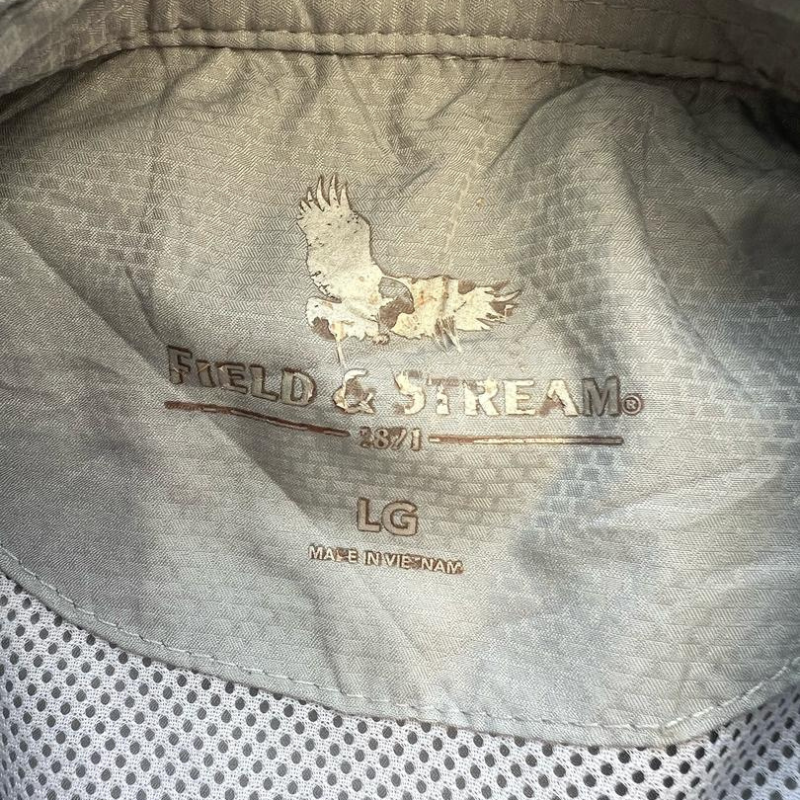 FIELD & STREAM®
1871
LG
MADE IN VIETNAM